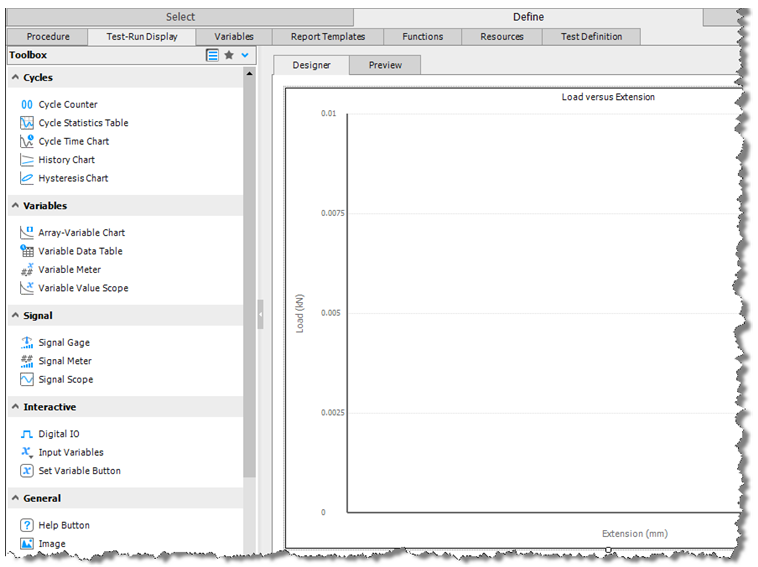 Select Define
Procedure Test-Run Display Variables Report Templates Functions Resources Test Definition
Toolbox
Cycles
Cycle Counter
Cycle Statistics Table
Cycle Time Chart
History Chart
Hysteresis Chart
Variables
Array-Variable Chart
Variable Data Table
Variable Meter
Variable Value Scope
Signal
Signal Gage
Signal Meter
Signal Scope
Interactive
Digital IO
Input Variables
Set Variable Button
General
Help Button
Image
Designer Preview
Load versus Extension
0.01
0.0075
0.005
Load (kN)
0.0025
0
Extension (mm)